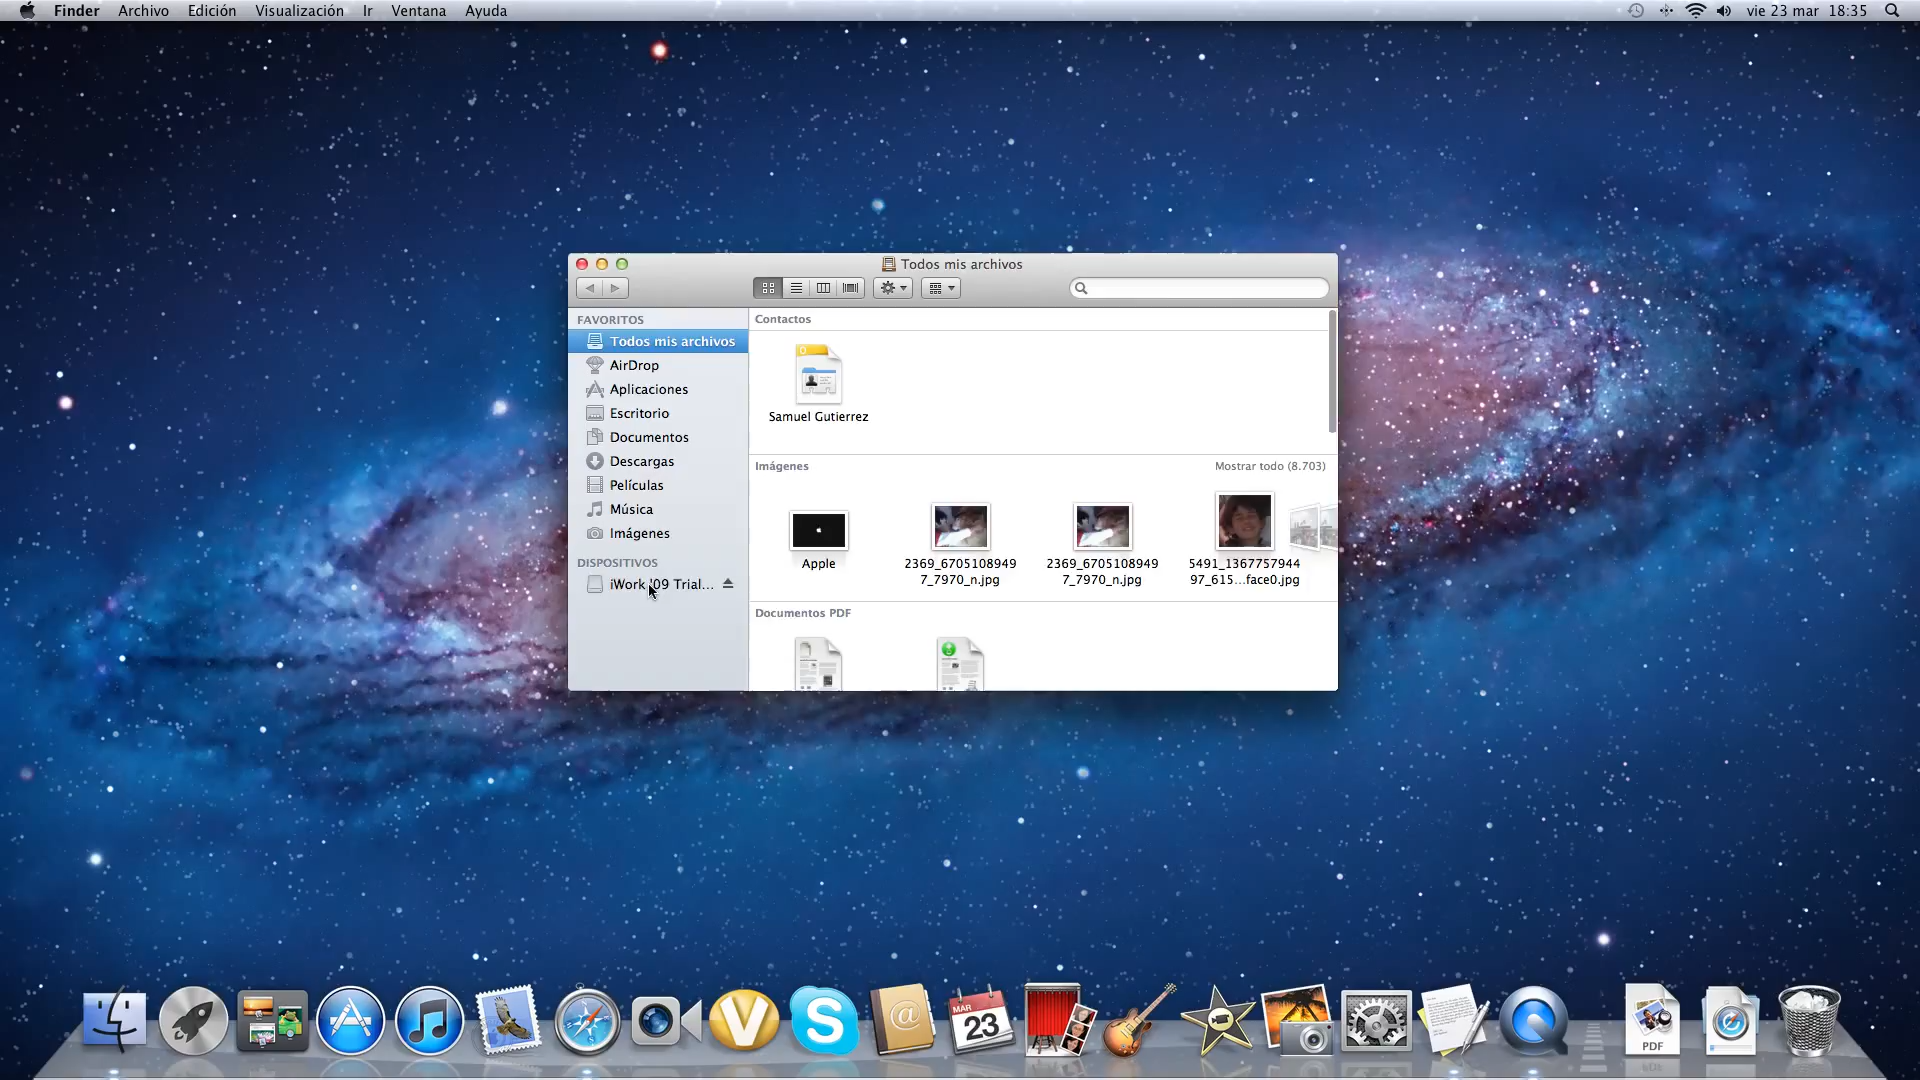 Finder Archivo Edición Visualización Ir Ventana Ayuda vie 23 mar 18:35
Todos mis archivos
FAVORITOS
Todos mis archivos
AirDrop
Aplicaciones
Escritorio
Documentos
Descargas
Películas
Música
Imágenes
DISPOSITIVOS
iWork '09 Trial...
Contactos
Samuel Gutierrez
Imágenes Mostrar todo (8.703)
Apple
2369_6705108949
7_7970_n.jpg
2369_6705108949
7_7970_n.jpg
5491_1367757944
97_615...face0.jpg
Documentos PDF
MAR
23
PDF